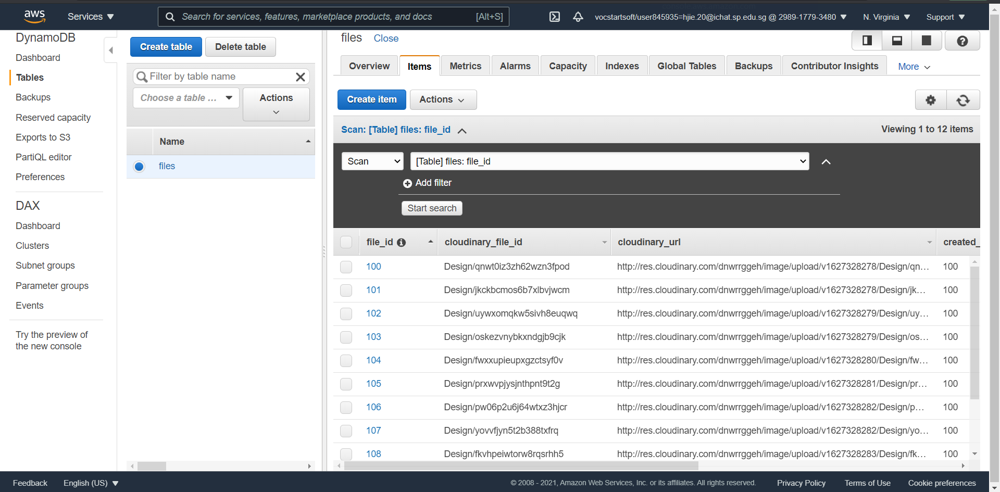 aws
Services
Search for services, features, marketplace products, and docs [Alt+S]
vocstartsoft/user845935=hjie.20@ichat.sp.edu.sg @ 2989-1779-3480
N. Virginia
Support
DynamoDB
Dashboard
Tables
Backups
Reserved capacity
Exports to S3
PartiQL editor
Preferences
DAX
Dashboard
Clusters
Subnet groups
Parameter groups
Events
Try the preview of
the new console
Create table
Delete table
Filter by table name
Choose a table ...
Actions
Name
files
files Close
Overview
Items
Metrics
Alarms
Capacity
Indexes
Global Tables
Backups
Contributor Insights
More
Create item
Actions
Scan: [Table] files: file_id
Viewing 1 to 12 items
Scan
[Table] files: file_id
Add filter
Start search
file_id cloudinary_file_id cloudinary_url created_
100 Design/qnwt0iz3zh62wzn3fpod http://res.cloudinary.com/dnwrrggeh/image/upload/v1627328278/Design/qn... 100
101 Design/jkckbcmos6b7xlbvjwcm http://res.cloudinary.com/dnwrrggeh/image/upload/v1627328278/Design/jk... 100
102 Design/uywxomqkw5sivh8euqwq http://res.cloudinary.com/dnwrrggeh/image/upload/v1627328279/Design/uy... 100
103 Design/oskezvnybkxndgjb9cjk http://res.cloudinary.com/dnwrrggeh/image/upload/v1627328279/Design/os... 100
104 Design/fwxxupieupxgzctsyf0v http://res.cloudinary.com/dnwrrggeh/image/upload/v1627328280/Design/fw... 100
105 Design/prxwvpjysjnthpnt9t2g http://res.cloudinary.com/dnwrrggeh/image/upload/v1627328281/Design/pr... 100
106 Design/pw06p2u6j64wtxz3hjcr http://res.cloudinary.com/dnwrrggeh/image/upload/v1627328282/Design/p... 100
107 Design/yovvfjyn5t2b388txfrq http://res.cloudinary.com/dnwrrggeh/image/upload/v1627328282/Design/yo... 100
108 Design/fkvhpeiwtorw8rqsrhh5 http://res.cloudinary.com/dnwrrggeh/image/upload/v1627328283/Design/fk... 100
Feedback
English (US)
© 2008 - 2021, Amazon Web Services, Inc. or its affiliates. All rights reserved.
Privacy Policy
Terms of Use
Cookie preferences